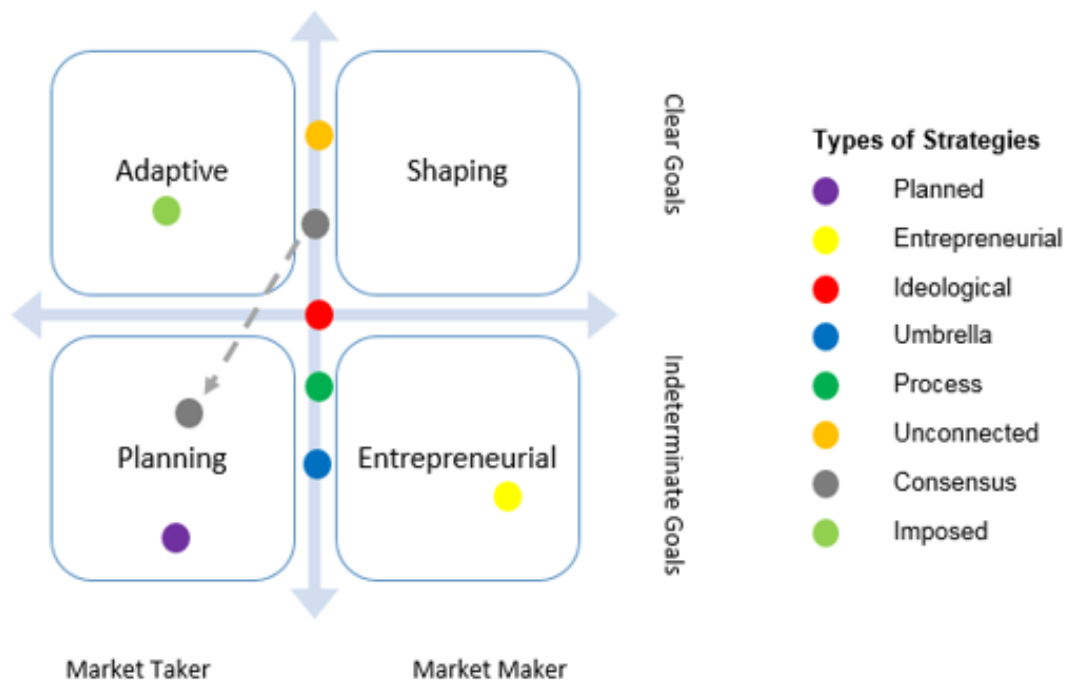 Adaptive
Shaping
Planning
Entrepreneurial
Clear Goals
Indeterminate Goals
Market Taker
Market Maker
Types of Strategies
Planned
Entrepreneurial
Ideological
Umbrella
Process
Unconnected
Consensus
Imposed